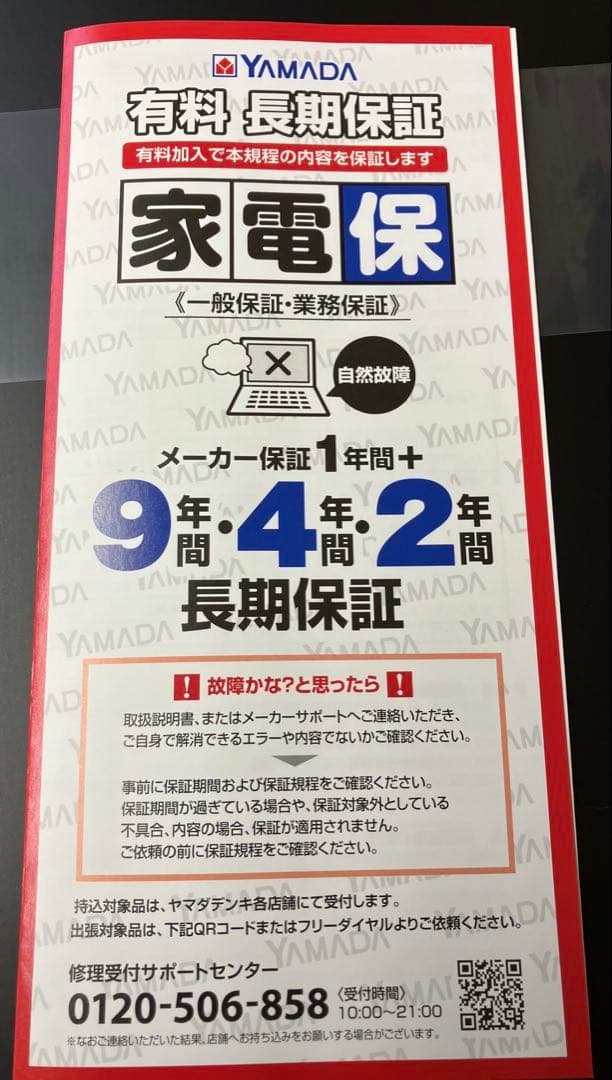 YAMADA
有料 長期保証
有料加入で本規程の内容を保証します
家電保
《一般保証・業務保証》
自然故障
メーカー保証1年間＋
9年間・4年間・2年間
長期保証
! 故障かな?と思ったら !
取扱説明書、またはメーカーサポートへご連絡いただき、
ご自身で解消できるエラーや内容でないかご確認ください。
事前に保証期間および保証規程をご確認ください。
保証期間が過ぎている場合や、保証対象外としている
不具合、内容の場合、保証が適用されません。
ご依頼の前に保証規程をご確認ください。
持込対象品は、ヤマダデンキ各店舗にて受付します。
出張対象品は、下記QRコードまたはフリーダイヤルよりご依頼ください。
修理受付サポートセンター
0120-506-858 〈受付時間〉 10:00〜21:00
※なおご連絡いただいた結果、店舗へお持ち込みをお願いする場合がございます。